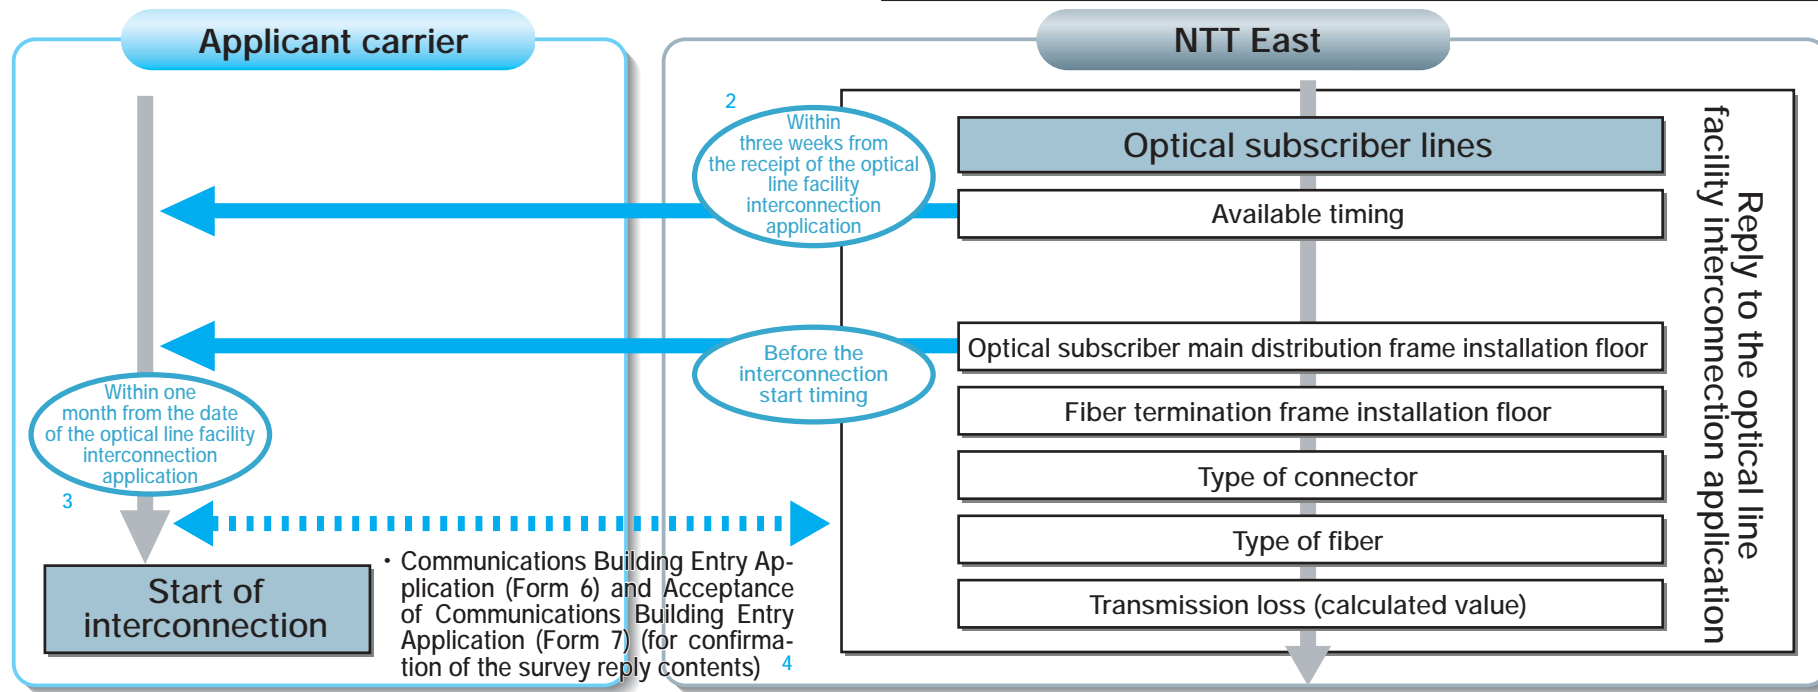 Applicant carrier
NTT East
2
Within
three weeks from
the receipt of the optical
line facility
interconnection
application
Optical subscriber lines
Available timing
Before the
interconnection
start timing
Optical subscriber main distribution frame installation floor
Fiber termination frame installation floor
Type of connector
Type of fiber
Transmission loss (calculated value)
Reply to the optical line
facility interconnection application
Within one
month from the date
of the optical line facility
interconnection
application
3
Start of
interconnection
・Communications Building Entry Ap-
plication (Form 6) and Acceptance
of Communications Building Entry
Application (Form 7) (for confirma-
tion of the survey reply contents) 4